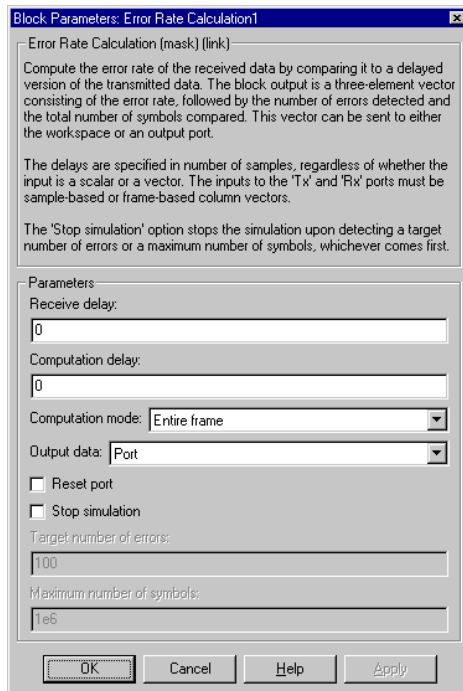 Block Parameters: Error Rate Calculation1
Error Rate Calculation (mask) (link)
Compute the error rate of the received data by comparing it to a delayed
version of the transmitted data. The block output is a three-element vector
consisting of the error rate, followed by the number of errors detected and
the total number of symbols compared. This vector can be sent to either
the workspace or an output port.
The delays are specified in number of samples, regardless of whether the
input is a scalar or a vector. The inputs to the 'Tx' and 'Rx' ports must be
sample-based or frame-based column vectors.
The 'Stop simulation' option stops the simulation upon detecting a target
number of errors or a maximum number of symbols, whichever comes first.
Parameters
Receive delay:
0
Computation delay:
0
Computation mode: Entire frame
Output data: Port
Reset port
Stop simulation
Target number of errors:
100
Maximum number of symbols:
1e6
OK Cancel Help Apply